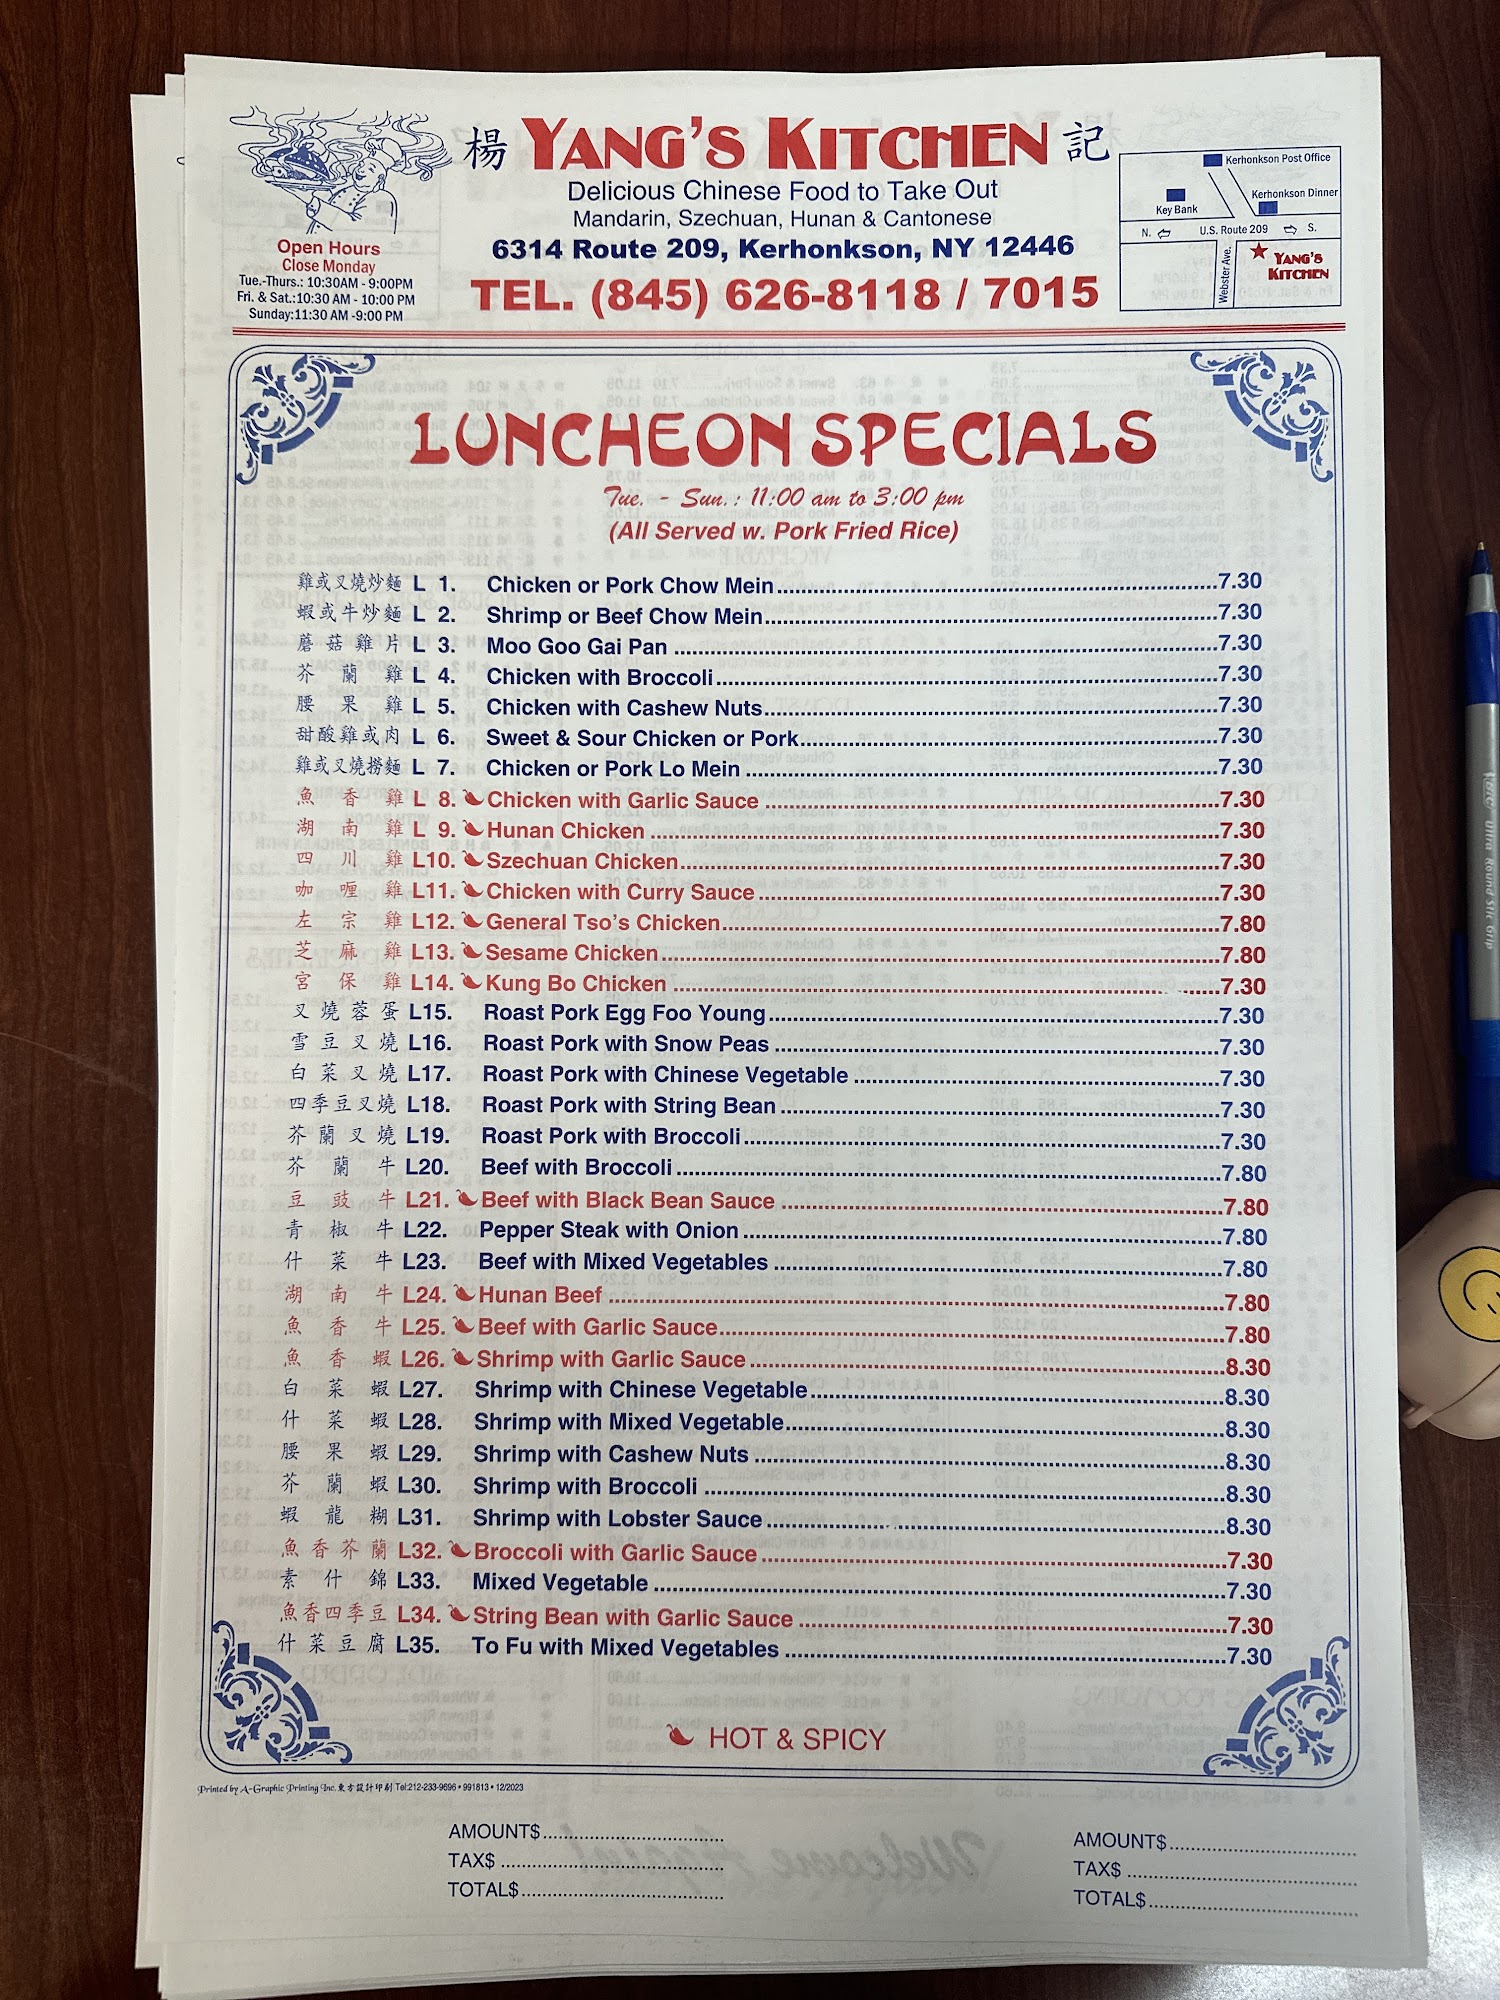 楊 YANG'S KITCHEN 記
Delicious Chinese Food to Take Out
Mandarin, Szechuan, Hunan & Cantonese
6314 Route 209, Kerhonkson, NY 12446
TEL. (845) 626-8118 / 7015
Open Hours
Close Monday
Tue.-Thurs.: 10:30AM - 9:00PM
Fri. & Sat.:10:30 AM - 10:00 PM
Sunday:11:30 AM -9:00 PM
Kerhonkson Post Office
Key Bank
Kerhonkson Dinner
N. U.S. Route 209 S.
Webster Ave.
YANG'S
KITCHEN
LUNCHEON SPECIALS
Tue. - Sun.: 11:00 am to 3:00 pm
(All Served w. Pork Fried Rice)
雞或叉燒炒麵 L 1. Chicken or Pork Chow Mein 7.30
蝦或牛炒麵 L 2. Shrimp or Beef Chow Mein 7.30
蘑菇雞片 L 3. Moo Goo Gai Pan 7.30
芥蘭雞 L 4. Chicken with Broccoli 7.30
腰果雞 L 5. Chicken with Cashew Nuts 7.30
甜酸雞或肉 L 6. Sweet & Sour Chicken or Pork 7.30
雞或叉燒撈麵 L 7. Chicken or Pork Lo Mein 7.30
魚香雞 L 8. Chicken with Garlic Sauce 7.30
湖南雞 L 9. Hunan Chicken 7.30
四川雞 L10. Szechuan Chicken 7.30
咖喱雞 L11. Chicken with Curry Sauce 7.30
左宗雞 L12. General Tso's Chicken 7.80
芝麻雞 L13. Sesame Chicken 7.80
宮保雞 L14. Kung Bo Chicken 7.30
叉燒蓉蛋 L15. Roast Pork Egg Foo Young 7.30
雪豆叉燒 L16. Roast Pork with Snow Peas 7.30
白菜叉燒 L17. Roast Pork with Chinese Vegetable 7.30
四季豆叉燒 L18. Roast Pork with String Bean 7.30
芥蘭叉燒 L19. Roast Pork with Broccoli 7.30
芥蘭牛 L20. Beef with Broccoli 7.80
豆豉牛 L21. Beef with Black Bean Sauce 7.80
青椒牛 L22. Pepper Steak with Onion 7.80
什菜牛 L23. Beef with Mixed Vegetables 7.80
湖南牛 L24. Hunan Beef 7.80
魚香牛 L25. Beef with Garlic Sauce 7.80
魚香蝦 L26. Shrimp with Garlic Sauce 8.30
白菜蝦 L27. Shrimp with Chinese Vegetable 8.30
什菜蝦 L28. Shrimp with Mixed Vegetable 8.30
腰果蝦 L29. Shrimp with Cashew Nuts 8.30
芥蘭蝦 L30. Shrimp with Broccoli 8.30
蝦龍糊 L31. Shrimp with Lobster Sauce 8.30
魚香芥蘭 L32. Broccoli with Garlic Sauce 7.30
素什錦 L33. Mixed Vegetable 7.30
魚香四季豆 L34. String Bean with Garlic Sauce 7.30
什菜豆腐 L35. To Fu with Mixed Vegetables 7.30
HOT & SPICY
Printed by A-Graphic Printing Inc. 東方設計印刷 Tel:212-233-9696 • 991813 • 12/2023
AMOUNT$
TAX$
TOTAL$
AMOUNT$
TAX$
TOTAL$